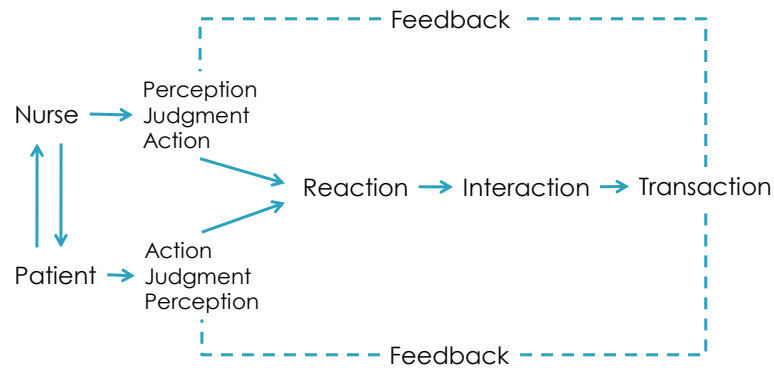 Feedback
Perception
Judgment
Action
Nurse
Reaction
Interaction
Transaction
Action
Judgment
Perception
Patient
Feedback